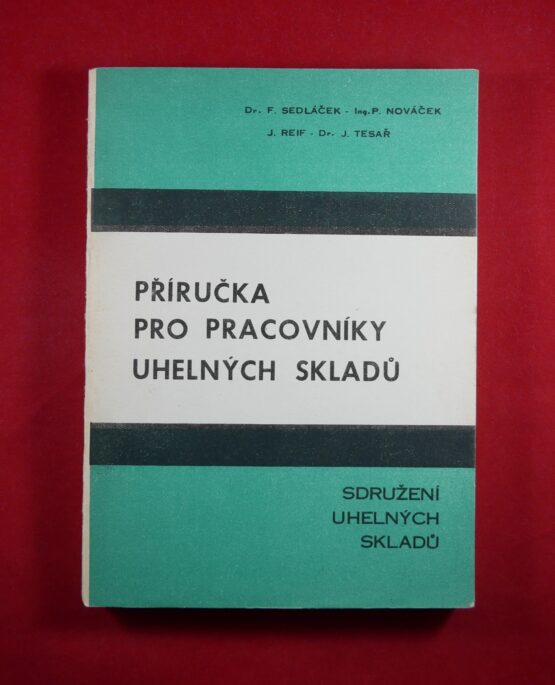 Dr. F. SEDLÁČEK - Ing. P. NOVÁČEK
J. REIF - Dr. J. TESAŘ
PŘÍRUČKA
PRO PRACOVNÍKY
UHELNÝCH SKLADŮ
SDRUŽENÍ
UHELNÝCH
SKLADŮ